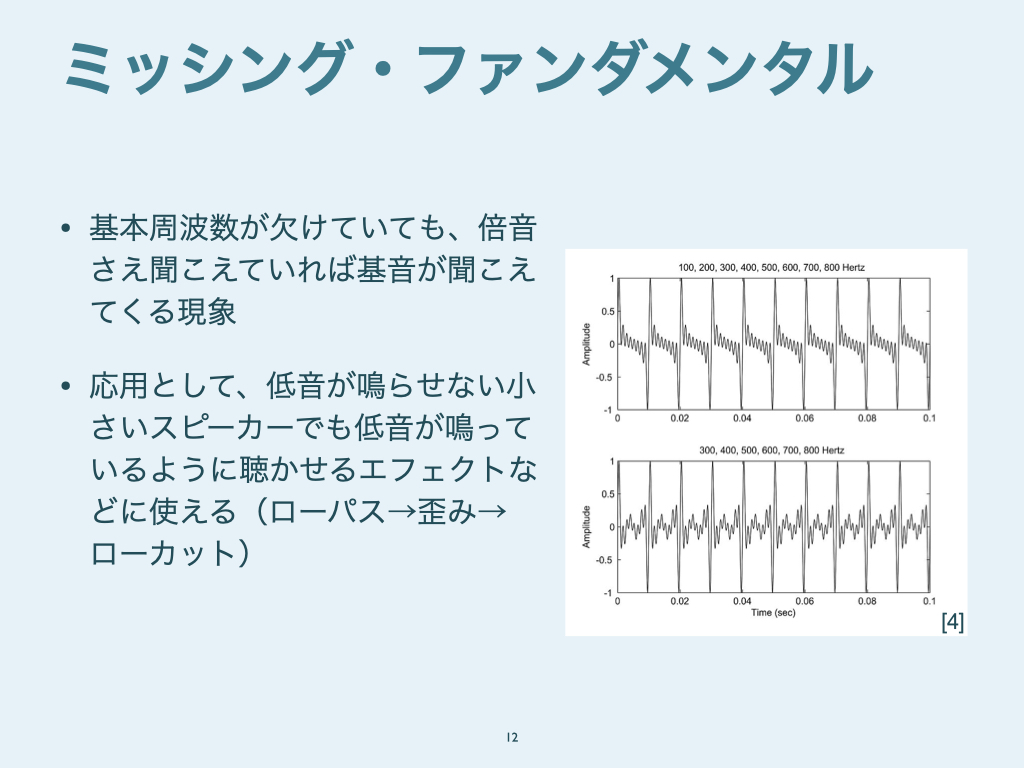 ミッシング・ファンダメンタル
• 基本周波数が欠けていても、倍音
さえ聞こえていれば基音が聞こえ
てくる現象
• 応用として、低音が鳴らせない小
さいスピーカーでも低音が鳴って
いるように聴かせるエフェクトな
どに使える（ローパス→歪み→
ローカット）
100, 200, 300, 400, 500, 600, 700, 800 Hertz
1
0.5
0
-0.5
-1
Amplitude
0 0.02 0.04 0.06 0.08 0.1
300, 400, 500, 600, 700, 800 Hertz
1
0.5
0
-0.5
-1
Amplitude
0 0.02 0.04 0.06 0.08 0.1
Time (sec)
[4]
12